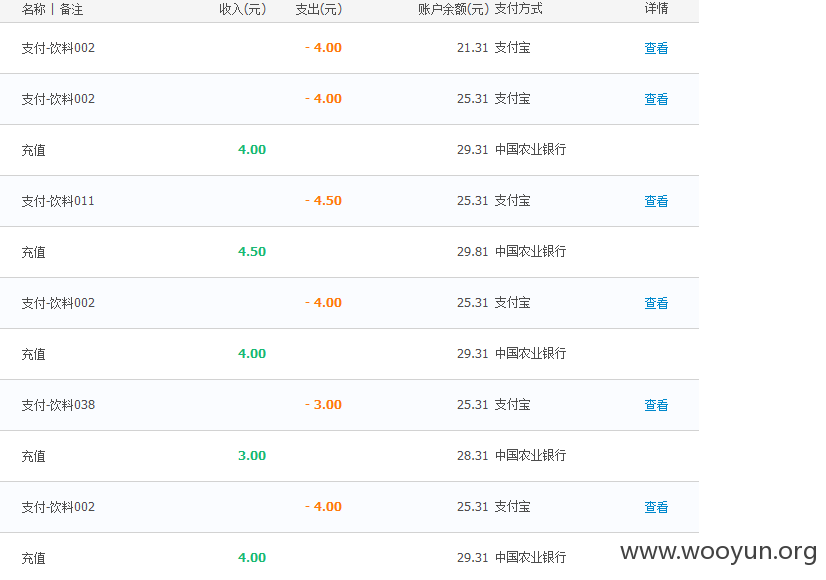 名称 | 备注 收入(元) 支出(元) 账户余额(元) 支付方式 详情
支付-饮料002 - 4.00 21.31 支付宝 查看
支付-饮料002 - 4.00 25.31 支付宝 查看
充值 4.00 29.31 中国农业银行
支付-饮料011 - 4.50 25.31 支付宝 查看
充值 4.50 29.81 中国农业银行
支付-饮料002 - 4.00 25.31 支付宝 查看
充值 4.00 29.31 中国农业银行
支付-饮料038 - 3.00 25.31 支付宝 查看
充值 3.00 28.31 中国农业银行
支付-饮料002 - 4.00 25.31 支付宝 查看
充值 4.00 29.31 中国农业银行
www.wooyun.org